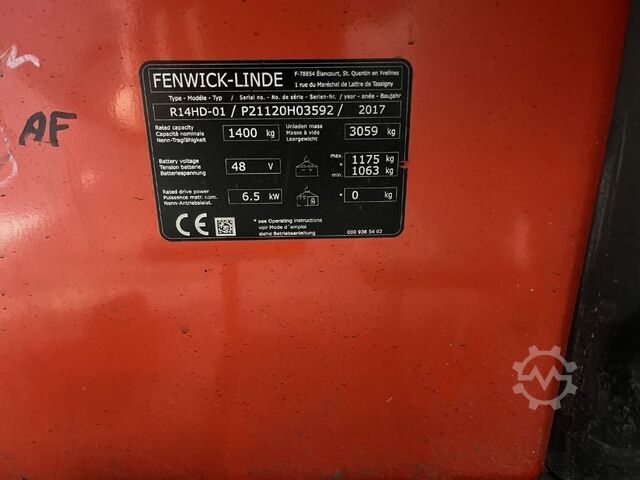 AF
FENWICK-LINDE
F-78854 Élancourt, St. Quentin en Yvelines
1 rue du Maréchal de Lattre de Tassigny
Type - Modèle - Typ / Serial no. - No. de série - Serien-Nr. / year - année - Baujahr
R14HD-01 / P21120H03592 / 2017
Rated capacity
Capacité nominale
Nenn-Tragfähigkeit
1400 kg
Unladen mass
Masse à vide
Leergewicht
3059 kg
Battery voltage
Tension batterie
Batteriespannung
48 V
max.
*
min.
1175 kg
1063 kg
Rated drive power
Puissance motr. nom.
Nenn-Antriebsleist.
6.5 kW
* 0 kg
CE
* see Operating instructions
voir Mode d'emploi
siehe Betriebsanleitung
000 938 54 02